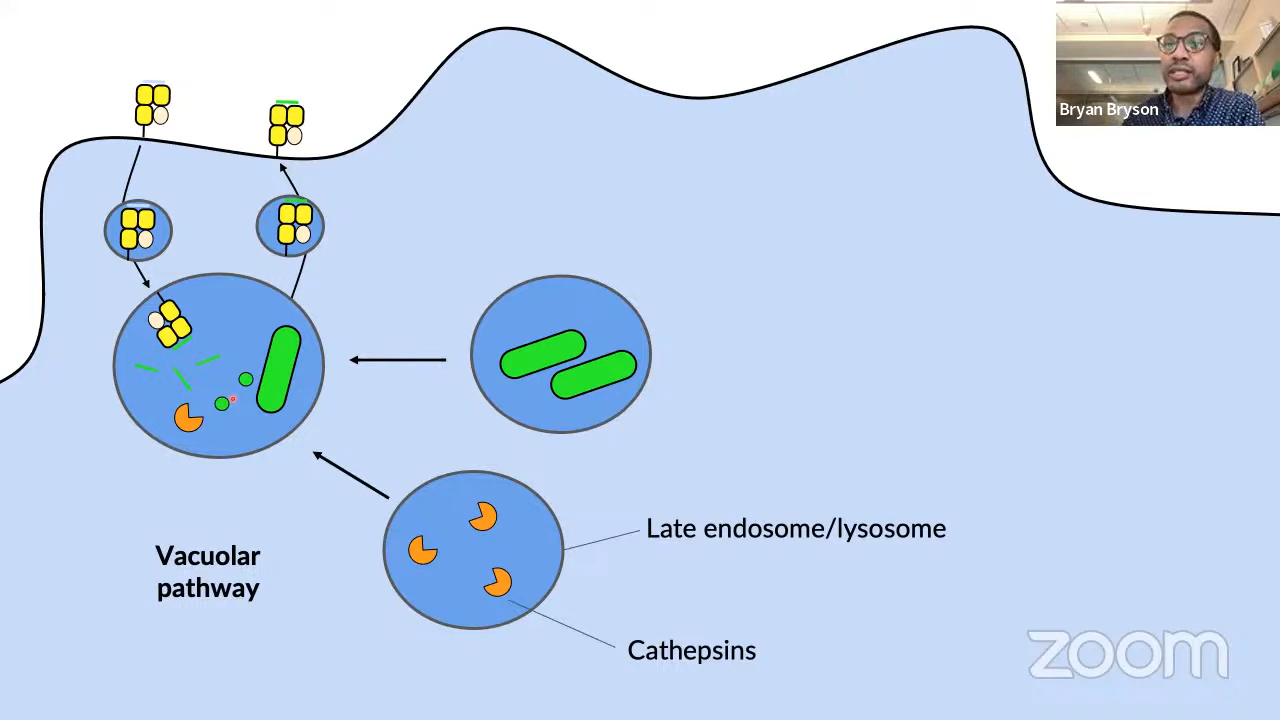 Bryan Bryson
Late endosome/lysosome
Vacuolar
pathway
Cathepsins
zoom